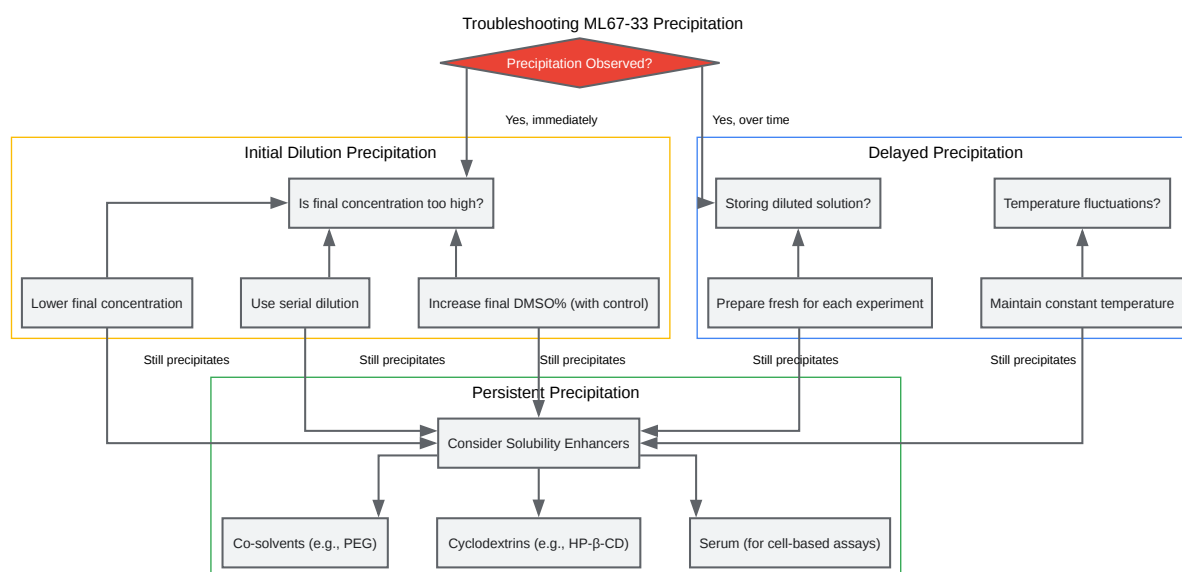 Troubleshooting ML67-33 Precipitation
Precipitation Observed?
Yes, immediately
Yes, over time
Initial Dilution Precipitation
Delayed Precipitation
Is final concentration too high?
Storing diluted solution?
Temperature fluctuations?
Lower final concentration
Use serial dilution
Increase final DMSO% (with control)
Prepare fresh for each experiment
Maintain constant temperature
Still precipitates
Still precipitates
Still precipitates
Still precipitates
Still precipitates
Persistent Precipitation
Consider Solubility Enhancers
Co-solvents (e.g., PEG)
Cyclodextrins (e.g., HP-β-CD)
Serum (for cell-based assays)